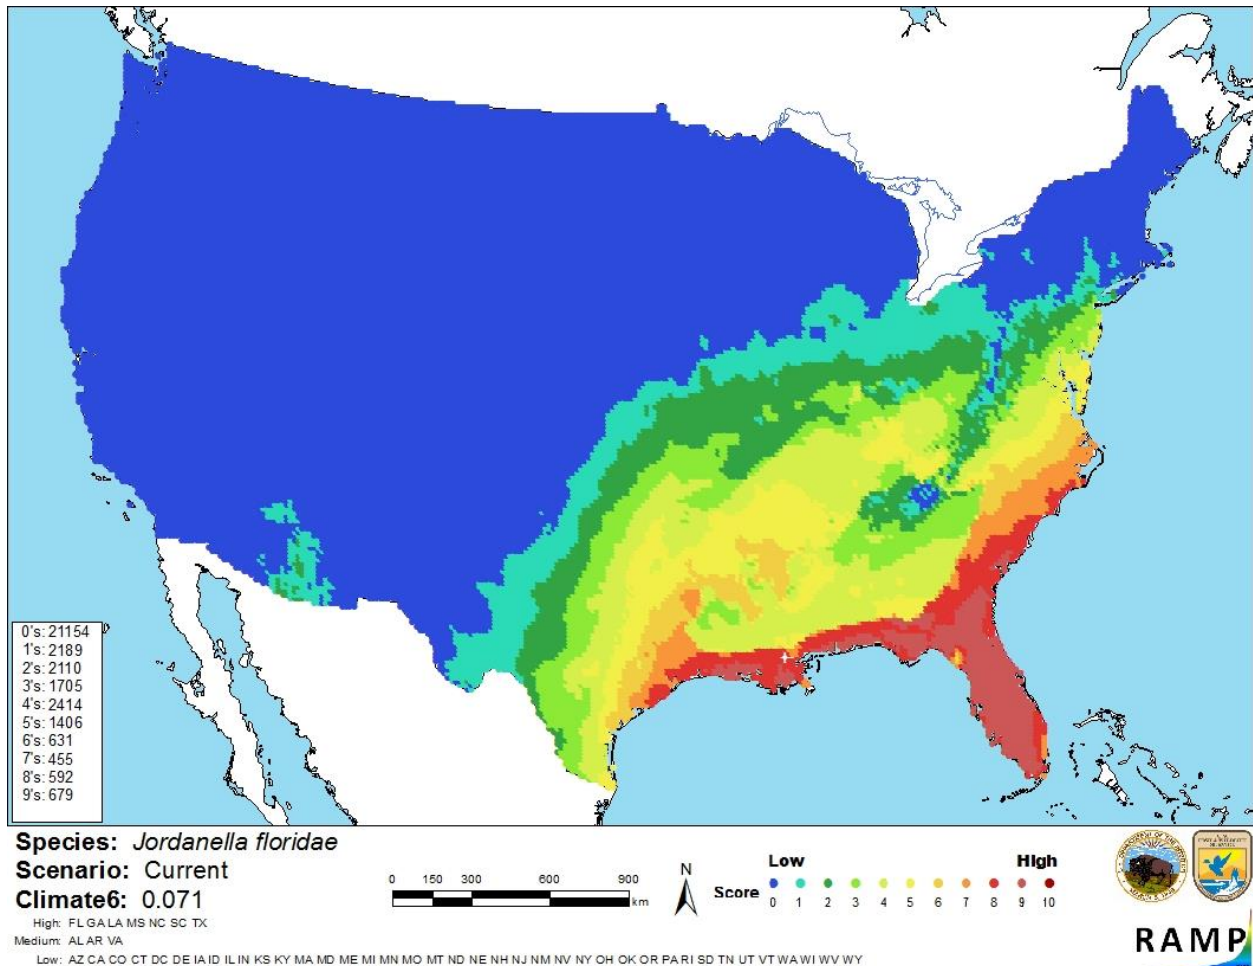 0's: 21154
1's: 2189
2's: 2110
3's: 1705
4's: 2414
5's: 1406
6's: 631
7's: 455
8's: 592
9's: 679
Species: Jordanella floridae
Scenario: Current
Climate6: 0.071
High: FL GA LA MS NC SC TX
Medium: AL AR VA
Low: AZ CA CO CT DC DE IA ID IL IN KS KY MA MD ME MI MN MO MT ND NE NH NJ NM NV NY OH OK OR PA RI SD TN UT VT WA WI WV WY
0 150 300 600 900
km
N
Low High
Score
0 1 2 3 4 5 6 7 8 9 10
RAMP